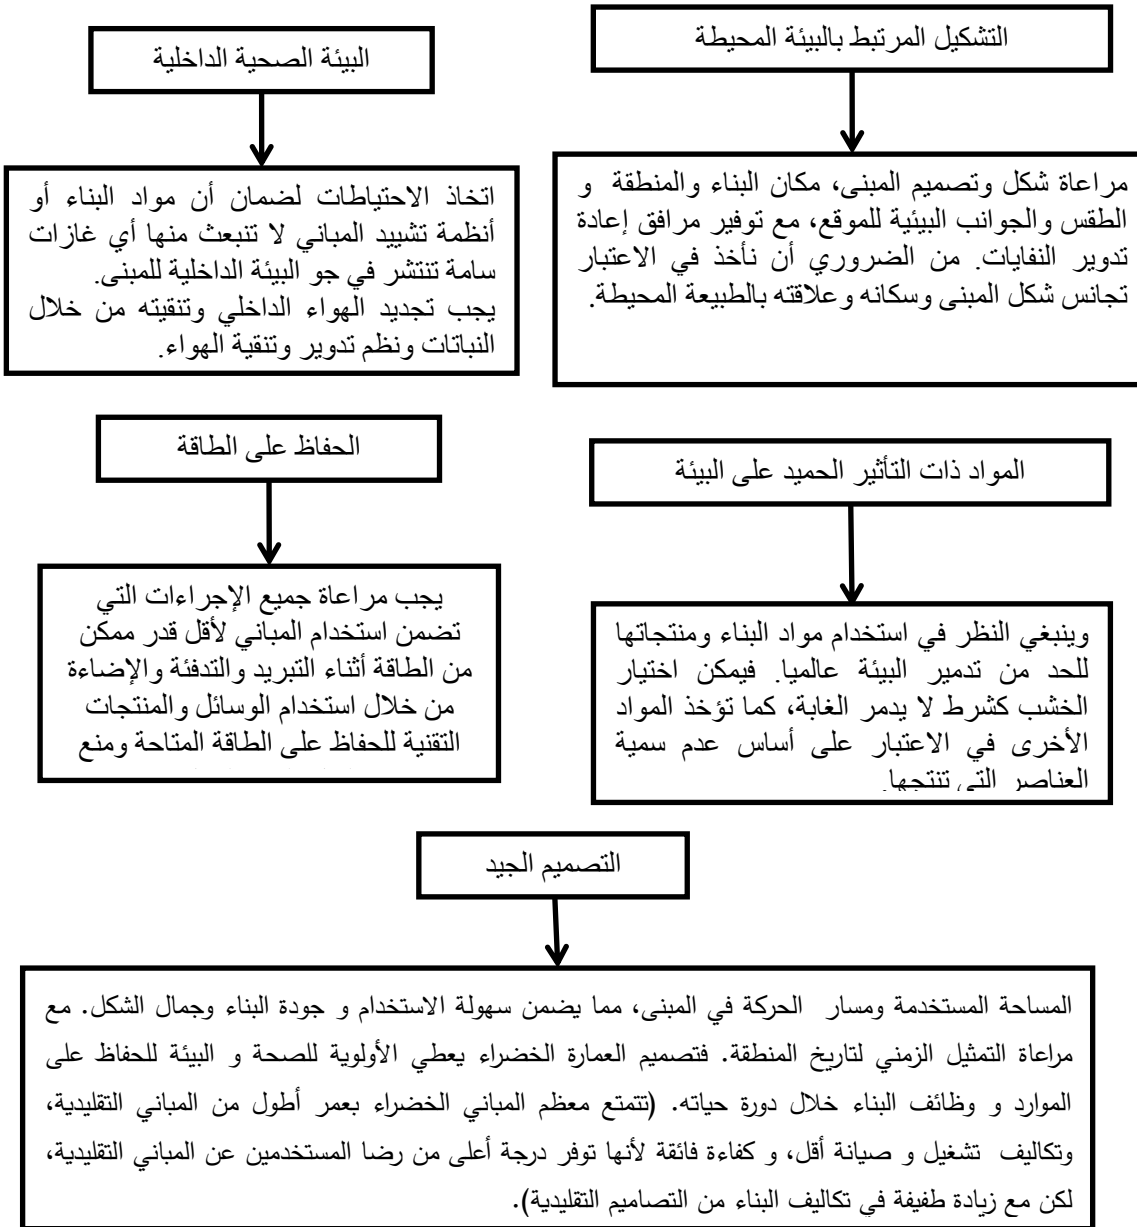 التشكيل المرتبط بالبيئة المحيطة
مراعاة شكل وتصميم المبنى، مكان البناء والمنطقة و
الطقس والجوانب البيئية للموقع، مع توفير مرافق إعادة
تدوير النفايات. من الضروري أن نأخذ في الاعتبار
تجانس شكل المبنى وسكانه وعلاقته بالطبيعة المحيطة.
البيئة الصحية الداخلية
اتخاذ الاحتياطات لضمان أن مواد البناء أو
أنظمة تشييد المباني لا تنبعث منها أي غازات
سامة تنتشر في جو البيئة الداخلية للمبنى.
يجب تجديد الهواء الداخلي وتنقيته من خلال
النباتات ونظم تدوير وتنقية الهواء.
المواد ذات التأثير الحميد على البيئة
وينبغي النظر في استخدام مواد البناء ومنتجاتها
للحد من تدمير البيئة عالميا. فيمكن اختيار
الخشب كشرط لا يدمر الغابة، كما تؤخذ المواد
الأخرى في الاعتبار على أساس عدم سمية
العناصر التي تنتجها.
الحفاظ على الطاقة
يجب مراعاة جميع الإجراءات التي
تضمن استخدام المباني لأقل قدر ممكن
من الطاقة أثناء التبريد والتدفئة والإضاءة
من خلال استخدام الوسائل والمنتجات
التقنية للحفاظ على الطاقة المتاحة ومنع
التصميم الجيد
المساحة المستخدمة ومسار الحركة في المبنى، مما يضمن سهولة الاستخدام و جودة البناء وجمال الشكل. مع
مراعاة التمثيل الزمني لتاريخ المنطقة. فتصميم العمارة الخضراء يعطي الأولوية للصحة و البيئة للحفاظ على
الموارد و وظائف البناء خلال دورة حياته. (تتمتع معظم المباني الخضراء بعمر أطول من المباني التقليدية،
وتكاليف تشغيل و صيانة أقل، و كفاءة فائقة لأنها توفر درجة أعلى من رضا المستخدمين عن المباني التقليدية،
لكن مع زيادة طفيفة في تكاليف البناء من التصاميم التقليدية).